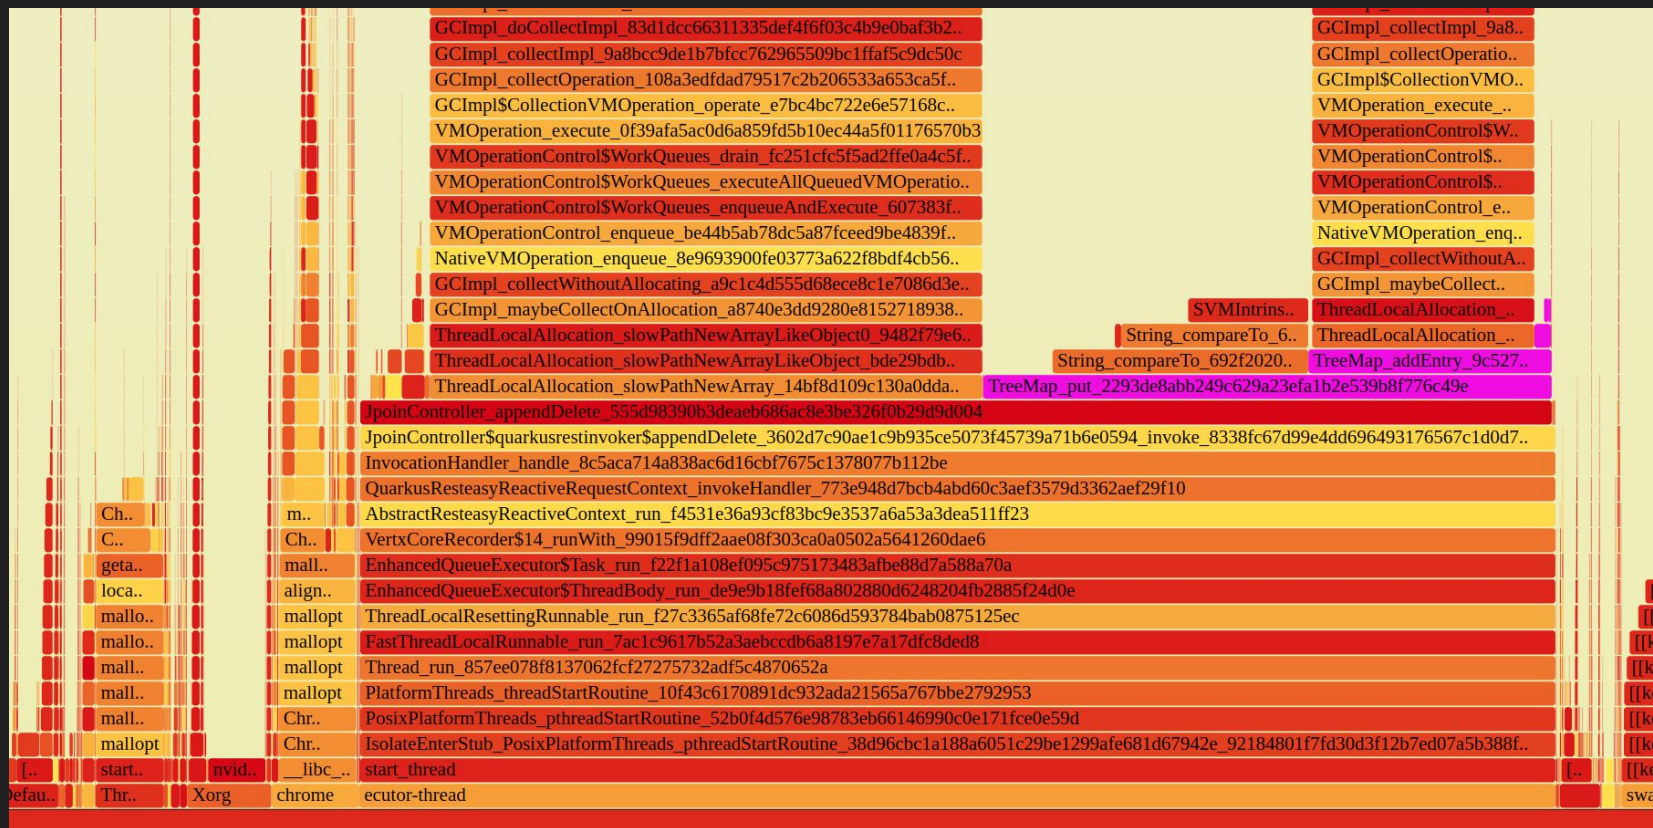 GCImpl_doCollectImpl_83d1dcc66311335def4f6f03c4b9e0baf3b2..
GCImpl_collectImpl_9a8bcc9de1b7bfcc762965509bc1ffaf5c9dc50c GCImpl_collectImpl_9a8..
GCImpl_collectOperation_108a3edfdad79517c2b206533a653ca5f.. GCImpl_collectOperatio..
GCImpl$CollectionVMOperation_operate_e7bc4bc722e6e57168c.. GCImpl$CollectionVMO..
VMOperation_execute_0f39afa5ac0d6a859fd5b10ec44a5f01176570b3 VMOperation_execute_..
VMOperationControl$WorkQueues_drain_fc251cfc5f5ad2ffe0a4c5f.. VMOperationControl$W..
VMOperationControl$WorkQueues_executeAllQueuedVMOperatio.. VMOperationControl$..
VMOperationControl$WorkQueues_enqueueAndExecute_607383f.. VMOperationControl$..
VMOperationControl_enqueue_be44b5ab78dc5a87fceed9be4839f.. VMOperationControl_e..
NativeVMOperation_enqueue_8e9693900fe03773a622f8bdf4cb56.. NativeVMOperation_enq..
GCImpl_collectWithoutAllocating_a9c1c4d555d68ece8c1e7086d3e.. GCImpl_collectWithoutA..
GCImpl_maybeCollectOnAllocation_a8740e3dd9280e8152718938.. GCImpl_maybeCollect..
ThreadLocalAllocation_slowPathNewArrayLikeObject0_9482f79e6.. SVMIntrins.. ThreadLocalAllocation_..
ThreadLocalAllocation_slowPathNewArrayLikeObject_bde29bdb.. String_compareTo_6.. ThreadLocalAllocation_..
ThreadLocalAllocation_slowPathNewArray_14bf8d109c130a0dda.. String_compareTo_692f2020.. TreeMap_addEntry_9c527..
TreeMap_put_2293de8abb249c629a23efa1b2e539b8f776c49e
JpoinController_appendDelete_555d98390b3deaeb686ac8e3be326f0b29d9d004
JpoinController$quarkusrestinvoker$appendDelete_3602d7c90ae1c9b935ce5073f45739a71b6e0594_invoke_8338fc67d99e4dd696493176567c1d0d7..
InvocationHandler_handle_8c5aca714a838ac6d16cbf7675c1378077b112be
QuarkusResteasyReactiveRequestContext_invokeHandler_773e948d7bcb4abd60c3aef3579d3362aef29f10
Ch.. m.. AbstractResteasyReactiveContext_run_f4531e36a93cf83bc9e3537a6a53a3dea511ff23
C.. Ch.. VertxCoreRecorder$14_runWith_99015f9dff2aae08f303ca0a0502a5641260dae6
geta.. mall.. EnhancedQueueExecutor$Task_run_f22f1a108ef095c975173483afbe88d7a588a70a
loca.. align.. EnhancedQueueExecutor$ThreadBody_run_de9e9b18fef68a802880d6248204fb2885f24d0e
mallo.. mallopt ThreadLocalResettingRunnable_run_f27c3365af68fe72c6086d593784bab0875125ec
mallo.. mallopt FastThreadLocalRunnable_run_7ac1c9617b52a3aebccdb6a8197e7a17dfc8ded8
mall.. mallopt Thread_run_857ee078f8137062fcf27275732adf5c4870652a
mall.. mallopt PlatformThreads_threadStartRoutine_10f43c6170891dc932ada21565a767bbe2792953
mall.. Chr.. PosixPlatformThreads_pthreadStartRoutine_52b0f4d576e98783eb66146990c0e171fce0e59d
mallopt Chr.. IsolateEnterStub_PosixPlatformThreads_pthreadStartRoutine_38d96cbc1a188a6051c29be1299afe681d67942e_92184801f7fd30d3f12b7ed07a5b388f..
[.. start.. nvid.. __libc_.. start_thread [.. [[ke
efau.. Thr.. Xorg chrome ecutor-thread swa